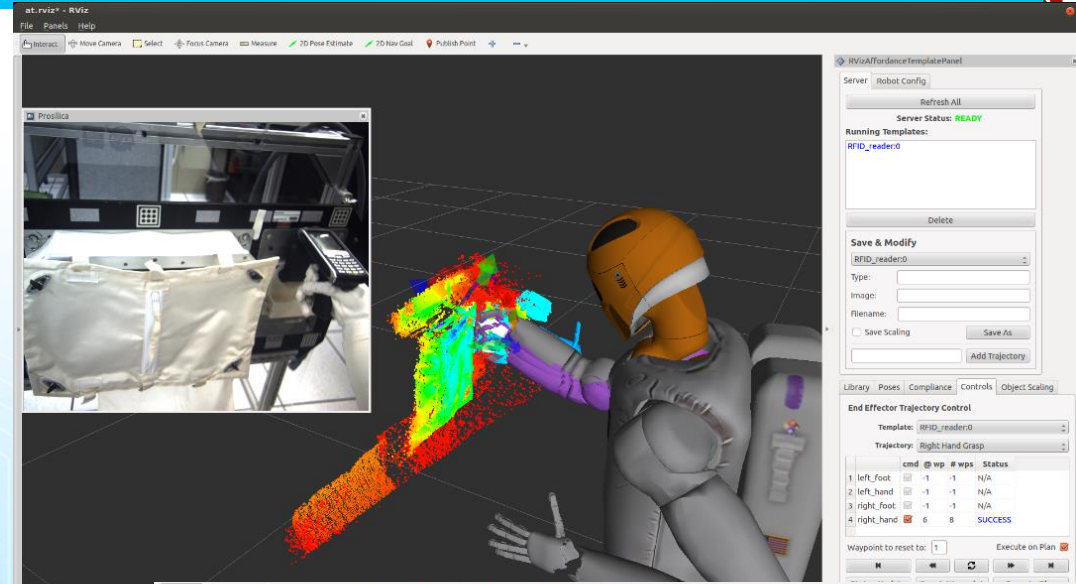 at.rviz* - RViz
File Panels Help
Interact Move Camera Select Focus Camera Measure 2D Pose Estimate 2D Nav Goal Publish Point
RVizAffordanceTemplatePanel
Prosilica
Server Robot Config
Refresh All
Server Status: READY
Running Templates:
RFID_reader:0
Delete
Save & Modify
RFID_reader:0
Type:
Image:
Filename:
Save Scaling Save As
Add Trajectory
Library Poses Compliance Controls Object Scaling
End Effector Trajectory Control
Template: RFID_reader:0
Trajectory: Right Hand Grasp
cmd @ wp # wps Status
1 left_foot -1 -1 N/A
2 left_hand -1 -1 N/A
3 right_foot -1 -1 N/A
4 right_hand 6 8 SUCCESS
Waypoint to reset to: 1 Execute on Plan